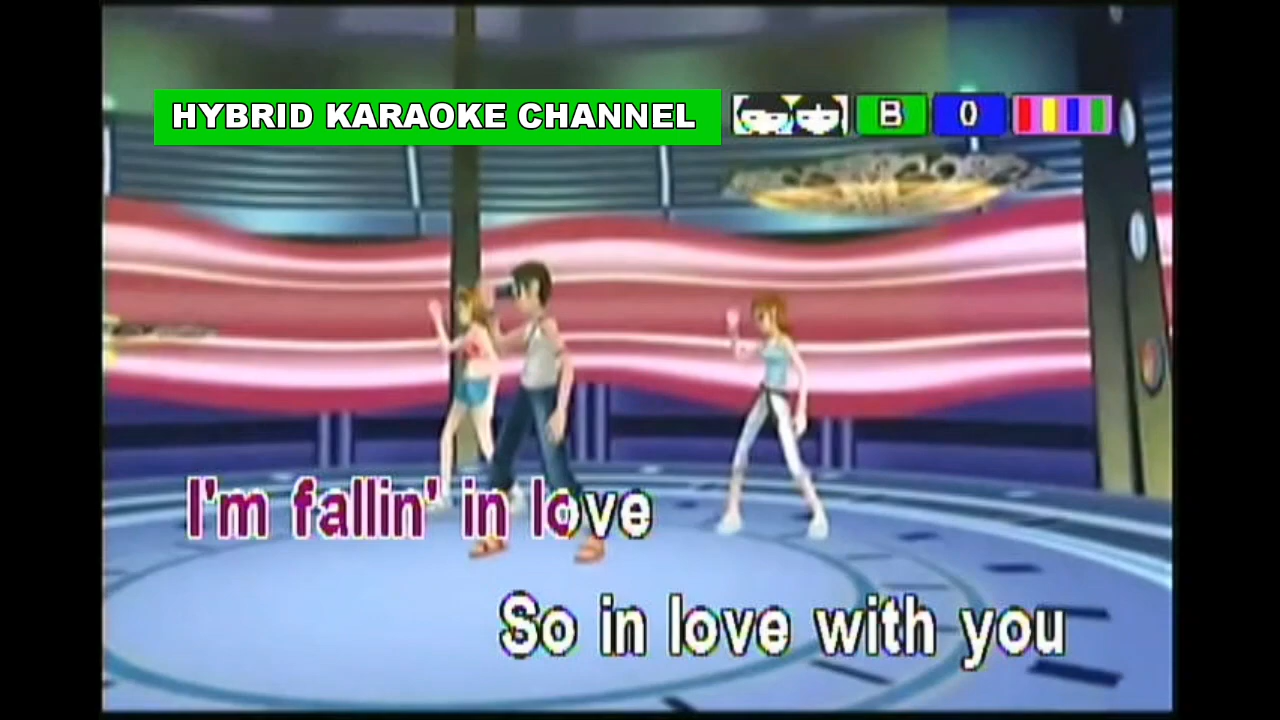 HYBRID KARAOKE CHANNEL B 0
I'm fallin' in love
So in love with you